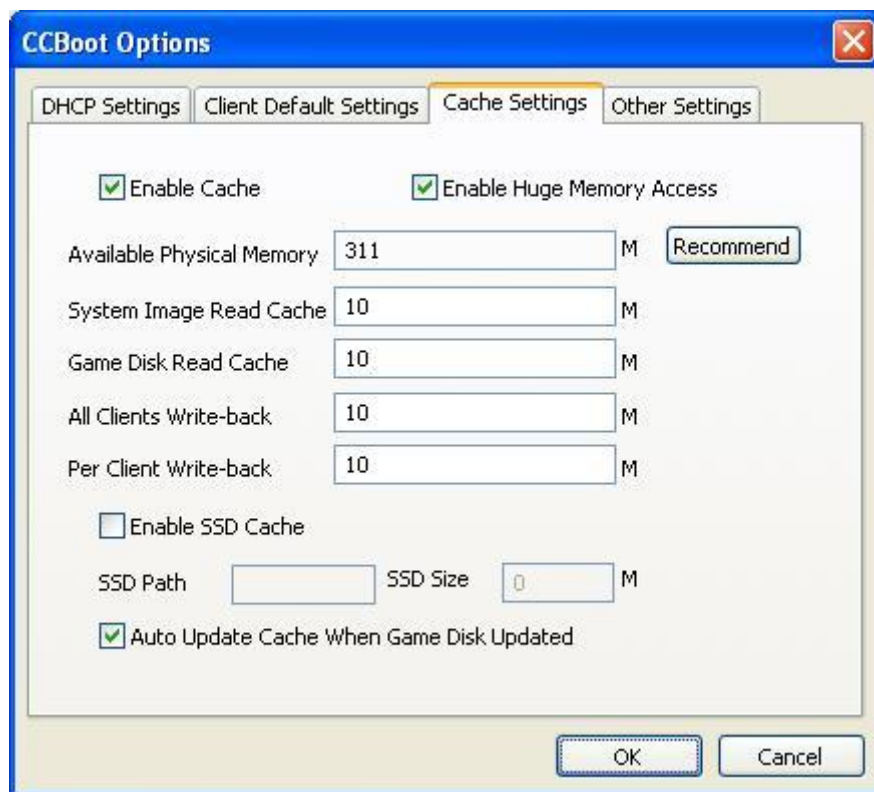 CCBoot Options
DHCP Settings Client Default Settings Cache Settings Other Settings
Enable Cache Enable Huge Memory Access
Available Physical Memory 311 M Recommend
System Image Read Cache 10 M
Game Disk Read Cache 10 M
All Clients Write-back 10 M
Per Client Write-back 10 M
Enable SSD Cache
SSD Path SSD Size 0 M
Auto Update Cache When Game Disk Updated
OK Cancel